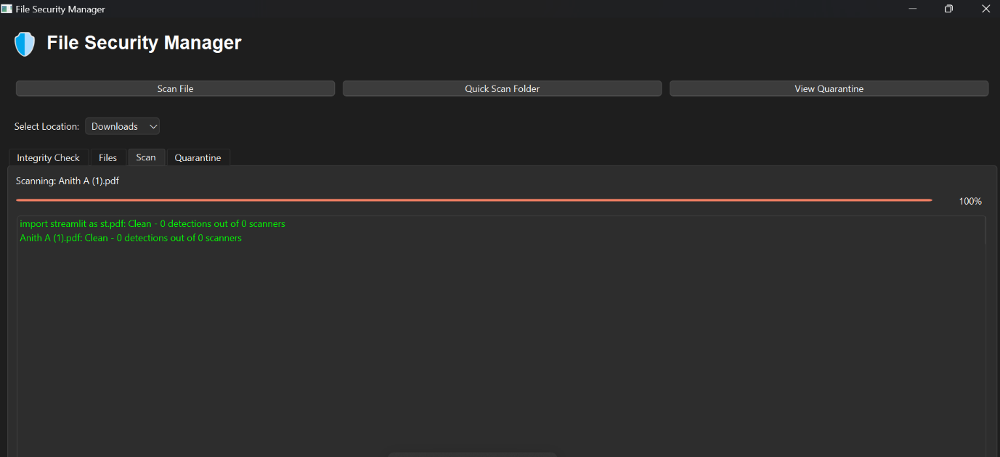 File Security Manager
File Security Manager
Scan File
Quick Scan Folder
View Quarantine
Select Location: Downloads
Integrity Check Files Scan Quarantine
Scanning: Anith A (1).pdf
100%
import streamlit as st.pdf: Clean - 0 detections out of 0 scanners
Anith A (1).pdf: Clean - 0 detections out of 0 scanners